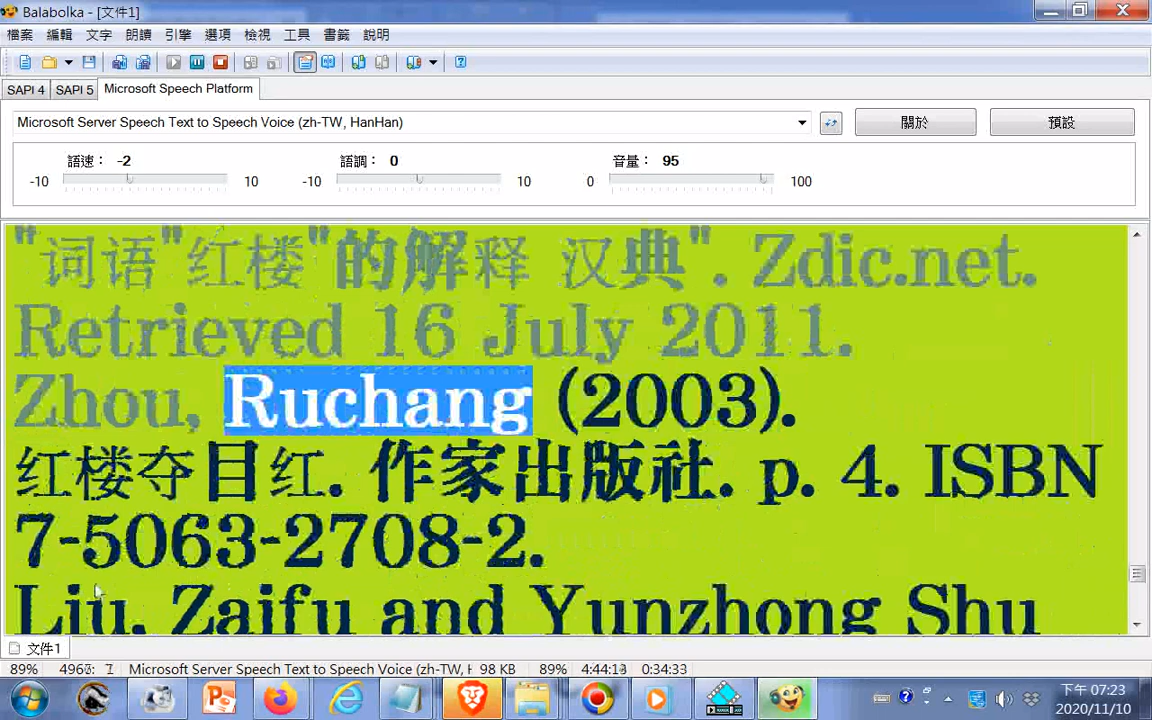 Balabolka - [文件1]
檔案 編輯 文字 朗讀 引擎 選項 檢視 工具 書籤 說明
SAPI 4 SAPI 5 Microsoft Speech Platform
Microsoft Server Speech Text to Speech Voice (zh-TW, HanHan) 關於 預設
語速： -2 語調： 0 音量： 95
-10 10 -10 10 0 100
"词语"红楼"的解释 汉典". Zdic.net.
Retrieved 16 July 2011.
Zhou, Ruchang (2003).
红楼夺目红. 作家出版社. p. 4. ISBN
7-5063-2708-2.
Liu, Zaifu and Yunzhong Shu
文件1
89% 7 Microsoft Server Speech Text to Speech Voice (zh-TW, H 98 KB 89% 0:34:33
下午 07:23
2020/11/10